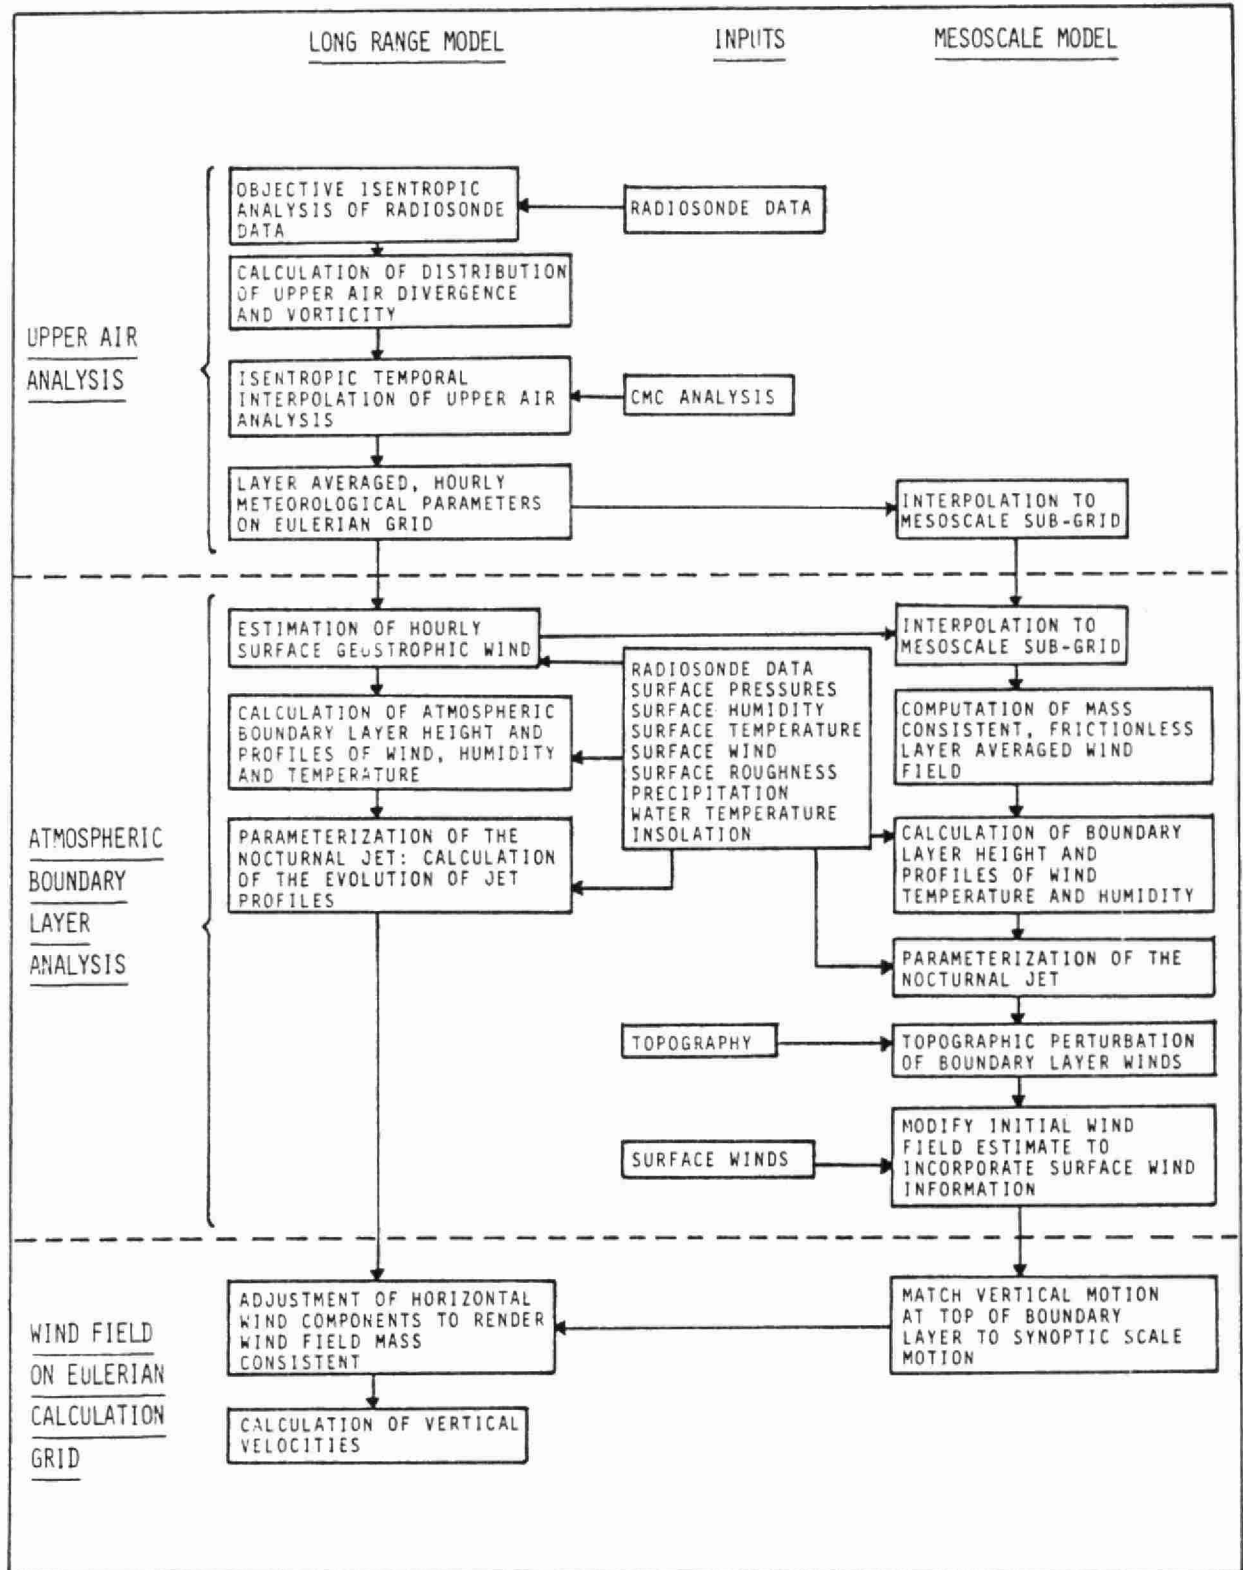 LONG RANGE MODEL
INPUTS
MESOSCALE MODEL
UPPER AIR
ANALYSIS
OBJECTIVE ISENTROPIC
ANALYSIS OF RADIOSONDE
DATA
RADIOSONDE DATA
CALCULATION OF DISTRIBUTION
OF UPPER AIR DIVERGENCE
AND VORTICITY
ISENTROPIC TEMPORAL
INTERPOLATION OF UPPER AIR
ANALYSIS
CMC ANALYSIS
LAYER AVERAGED, HOURLY
METEOROLOGICAL PARAMETERS
ON EULERIAN GRID
INTERPOLATION TO
MESOSCALE SUB-GRID
ATMOSPHERIC
BOUNDARY
LAYER
ANALYSIS
ESTIMATION OF HOURLY
SURFACE GEOSTROPHIC WIND
INTERPOLATION TO
MESOSCALE SUB-GRID
RADIOSONDE DATA
SURFACE PRESSURES
SURFACE HUMIDITY
SURFACE TEMPERATURE
SURFACE WIND
SURFACE ROUGHNESS
PRECIPITATION
WATER TEMPERATURE
INSOLATION
CALCULATION OF ATMOSPHERIC
BOUNDARY LAYER HEIGHT AND
PROFILES OF WIND, HUMIDITY
AND TEMPERATURE
COMPUTATION OF MASS
CONSISTENT, FRICTIONLESS
LAYER AVERAGED WIND
FIELD
PARAMETERIZATION OF THE
NOCTURNAL JET: CALCULATION
OF THE EVOLUTION OF JET
PROFILES
CALCULATION OF BOUNDARY
LAYER HEIGHT AND
PROFILES OF WIND
TEMPERATURE AND HUMIDITY
PARAMETERIZATION OF THE
NOCTURNAL JET
TOPOGRAPHY
TOPOGRAPHIC PERTURBATION
OF BOUNDARY LAYER WINDS
SURFACE WINDS
MODIFY INITIAL WIND
FIELD ESTIMATE TO
INCORPORATE SURFACE WIND
INFORMATION
WIND FIELD
ON EULERIAN
CALCULATION
GRID
ADJUSTMENT OF HORIZONTAL
WIND COMPONENTS TO RENDER
WIND FIELD MASS
CONSISTENT
MATCH VERTICAL MOTION
AT TOP OF BOUNDARY
LAYER TO SYNOPTIC SCALE
MOTION
CALCULATION OF VERTICAL
VELOCITIES